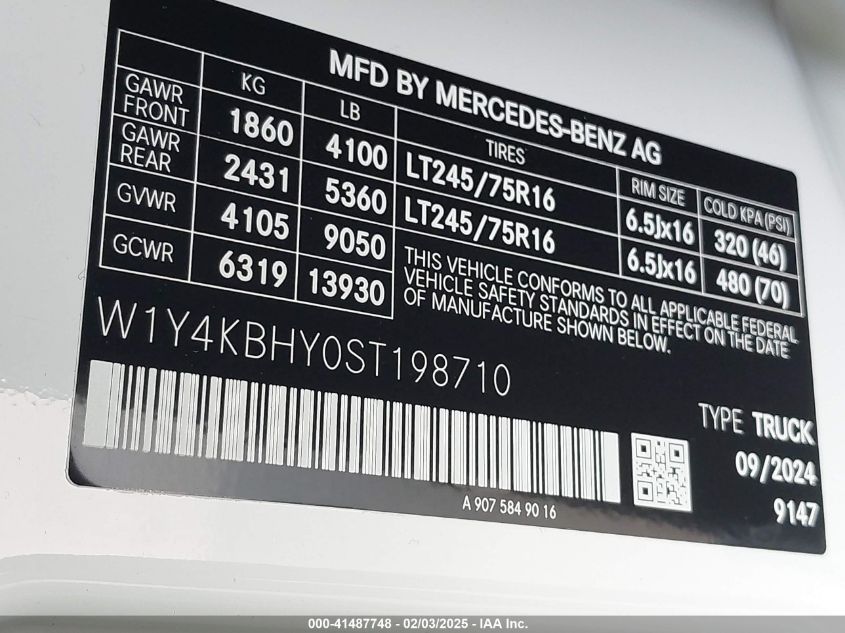 MFD BY MERCEDES-BENZ AG
KG LB TIRES RIM SIZE COLD KPA (PSI)
GAWR FRONT 1860 4100 LT245/75R16 6.5Jx16 320 (46)
GAWR REAR 2431 5360 LT245/75R16 6.5Jx16 480 (70)
GVWR 4105 9050
GCWR 6319 13930
THIS VEHICLE CONFORMS TO ALL APPLICABLE FEDERAL
VEHICLE SAFETY STANDARDS IN EFFECT ON THE DATE
OF MANUFACTURE SHOWN BELOW.
W1Y4KBHY0ST198710
TYPE TRUCK
09/2024
9147
A 907 584 90 16
000-41487748 - 02/03/2025 - IAA Inc.